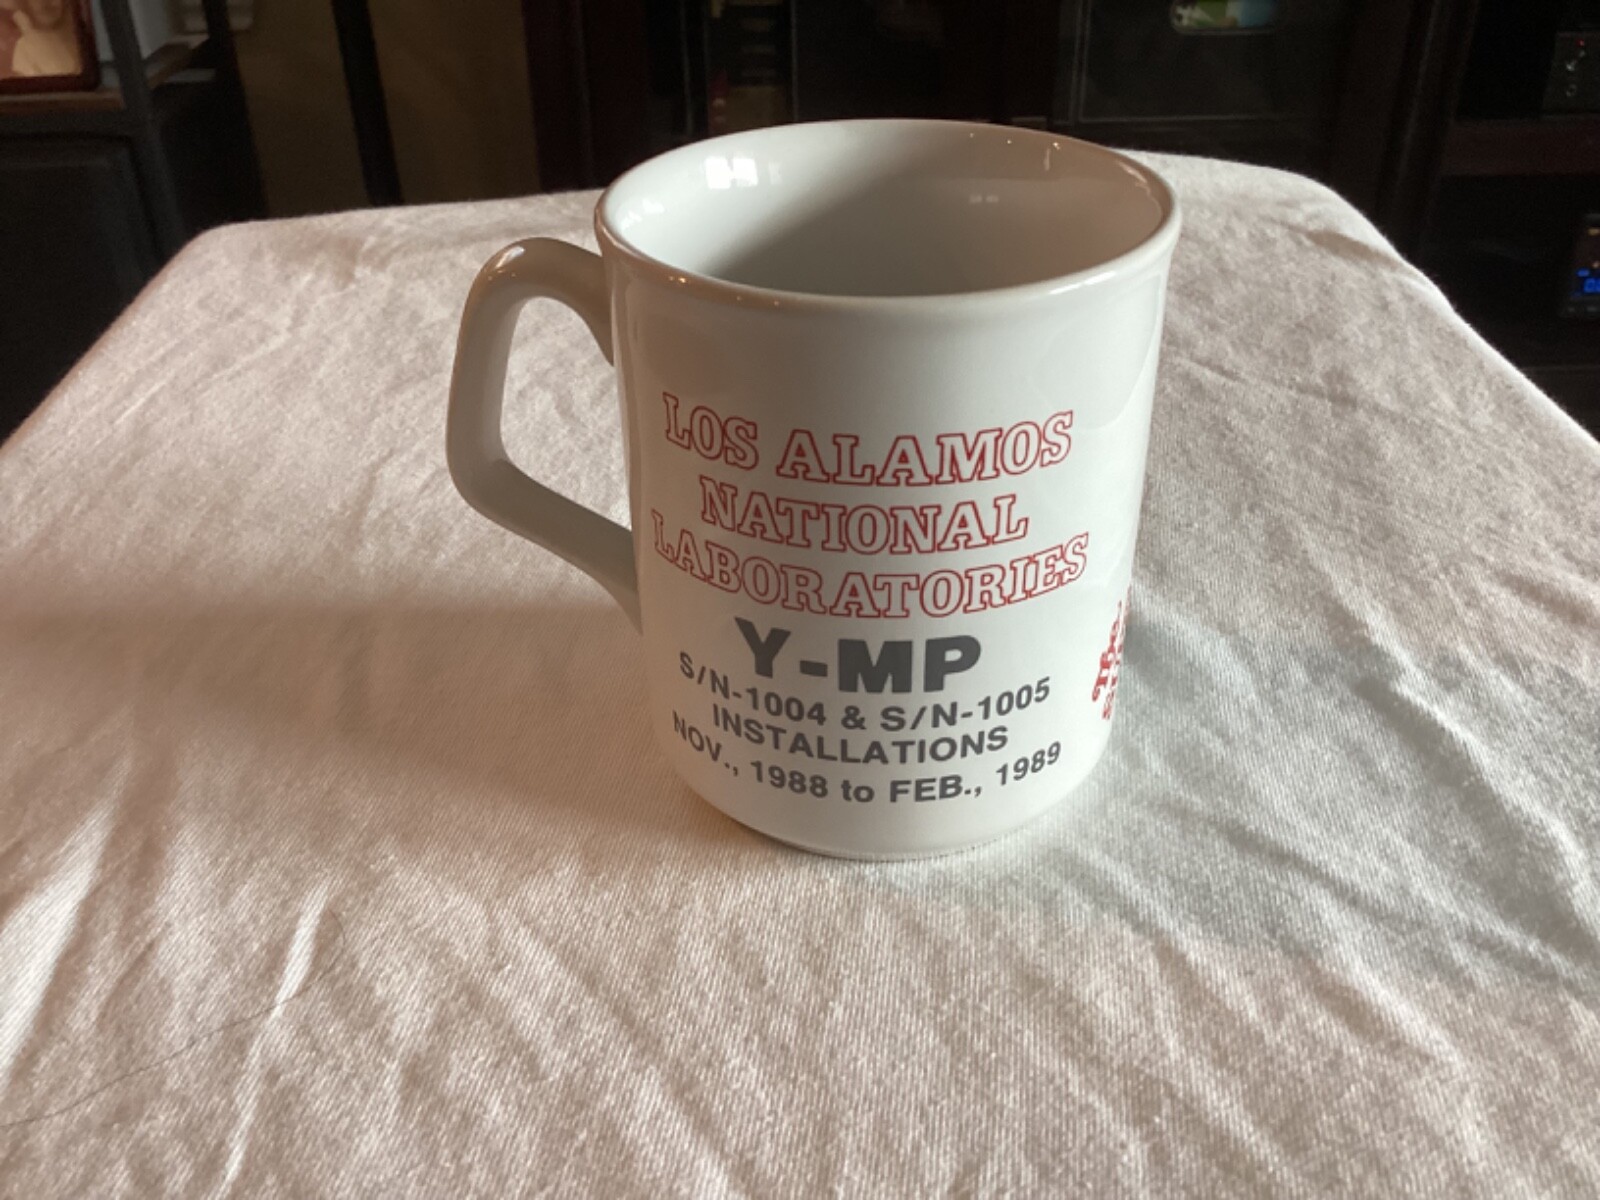 LOS ALAMOS
NATIONAL
LABORATORIES
Y-MP
S/N-1004 & S/N-1005
INSTALLATIONS
NOV., 1988 to FEB., 1989